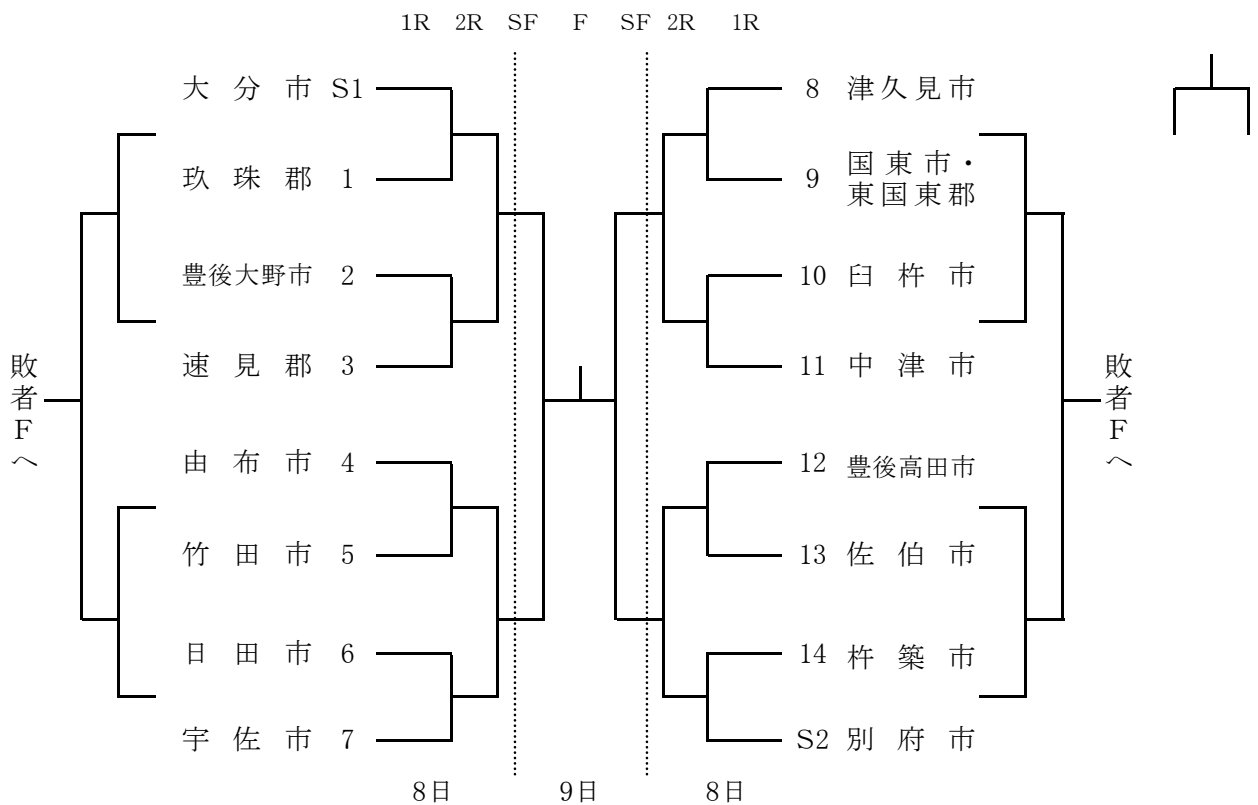 1R 2R SF F SF 2R 1R
大分市 S1
玖珠郡 1
豊後大野市 2
速見郡 3
由布市 4
竹田市 5
日田市 6
宇佐市 7
敗者Fへ
8 津久見市
9 国東市・
東国東郡
10 臼杵市
11 中津市
12 豊後高田市
13 佐伯市
14 杵築市
S2 別府市
敗者Fへ
8日 9日 8日